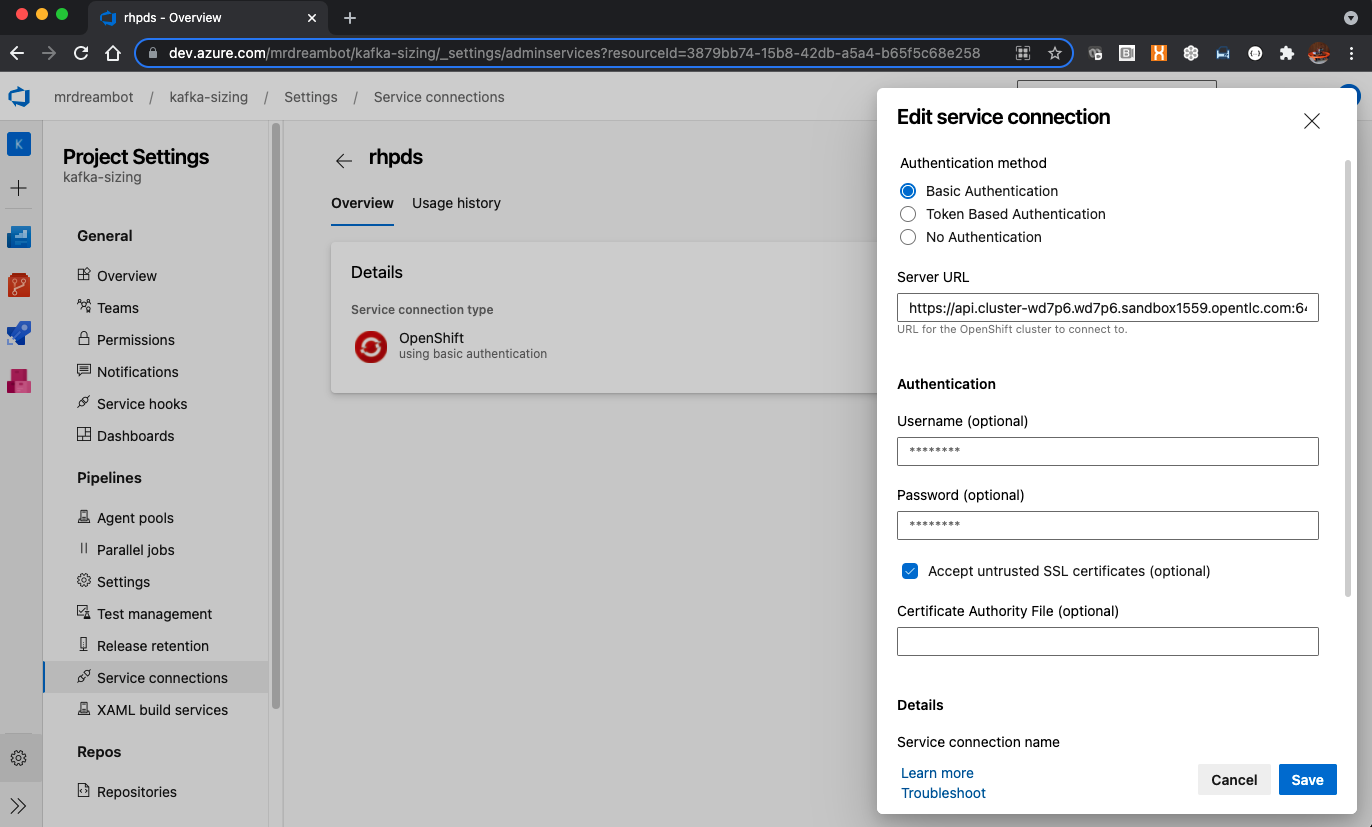 rhpds - Overview
dev.azure.com/mrdreambot/kafka-sizing/_settings/adminservices?resourceId=3879bb74-15b8-42db-a5a4-b65f5c68e258
mrdreambot / kafka-sizing / Settings / Service connections
K
Project Settings
kafka-sizing
General
Overview
Teams
Permissions
Notifications
Service hooks
Dashboards
Pipelines
Agent pools
Parallel jobs
Settings
Test management
Release retention
Service connections
XAML build services
Repos
Repositories
rhpds
Overview Usage history
Details
Service connection type
OpenShift
using basic authentication
Edit service connection
Authentication method
Basic Authentication
Token Based Authentication
No Authentication
Server URL
https://api.cluster-wd7p6.wd7p6.sandbox1559.opentlc.com:64
URL for the OpenShift cluster to connect to.
Authentication
Username (optional)
********
Password (optional)
********
Accept untrusted SSL certificates (optional)
Certificate Authority File (optional)
Details
Service connection name
Learn more
Troubleshoot
Cancel
Save